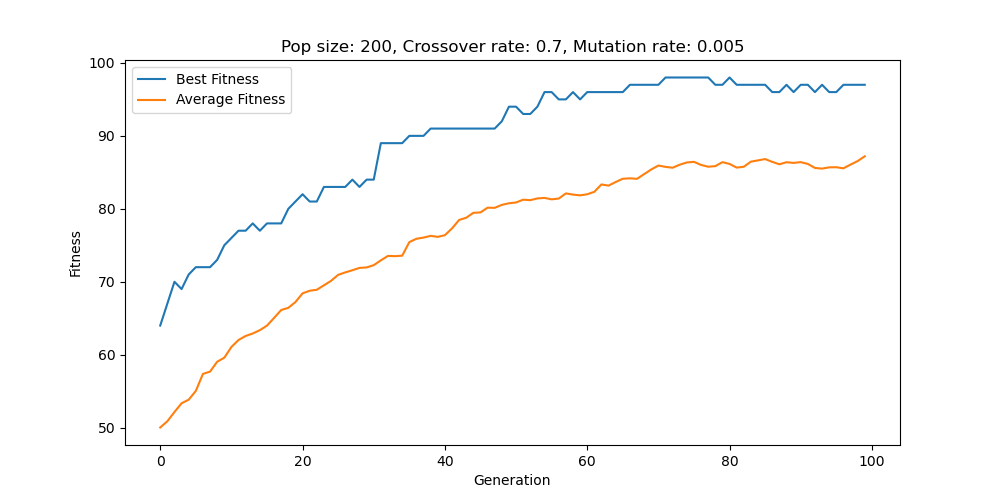 Pop size: 200, Crossover rate: 0.7, Mutation rate: 0.005
Best Fitness
Average Fitness
100
90
80
70
60
50
Fitness
0 20 40 60 80 100
Generation